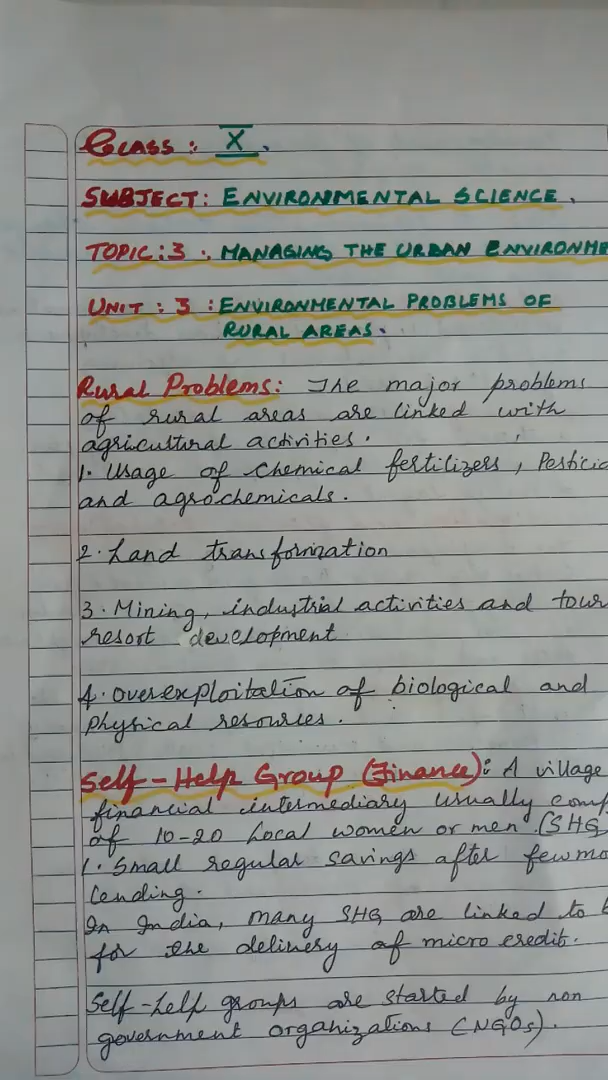 CLASS : X.
SUBJECT: ENVIRONMENTAL SCIENCE.
TOPIC:3 :. MANAGING THE URBAN ENVIRONME
UNIT : 3 : ENVIRONMENTAL PROBLEMS OF
RURAL AREAS.
Rural Problems: The major problems
of rural areas are linked with
agricultural activities.
1. Usage of Chemical fertilizers, Pesticid
and agrochemicals.
2. Land transformation
3. Mining, industrial activities and tour
resort development
4. overexploitation of biological and
physical resources.
Self-Help Group (Finance): A village
financial intermediary usually comp
of 10-20 Local women or men. (SHG
1. Small regular savings after few mo
Lending.
In India, many SHG are linked to b
for the delivery of micro credit.
Self-help groups are started by non
government organizations (NGOs).